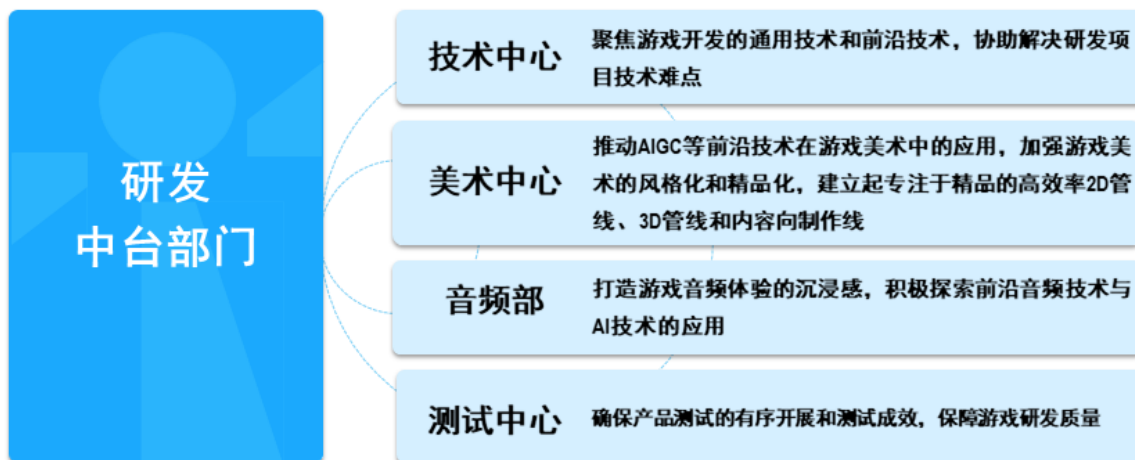 研发
中台部门
技术中心
聚焦游戏开发的通用技术和前沿技术，协助解决研发项
目技术难点
美术中心
推动AIGC等前沿技术在游戏美术中的应用，加强游戏美
术的风格化和精品化，建立起专注于精品的高效率2D管
线、3D管线和内容向制作线
音频部
打造游戏音频体验的沉浸感，积极探索前沿音频技术与
AI技术的应用
测试中心
确保产品测试的有序开展和测试成效，保障游戏研发质量